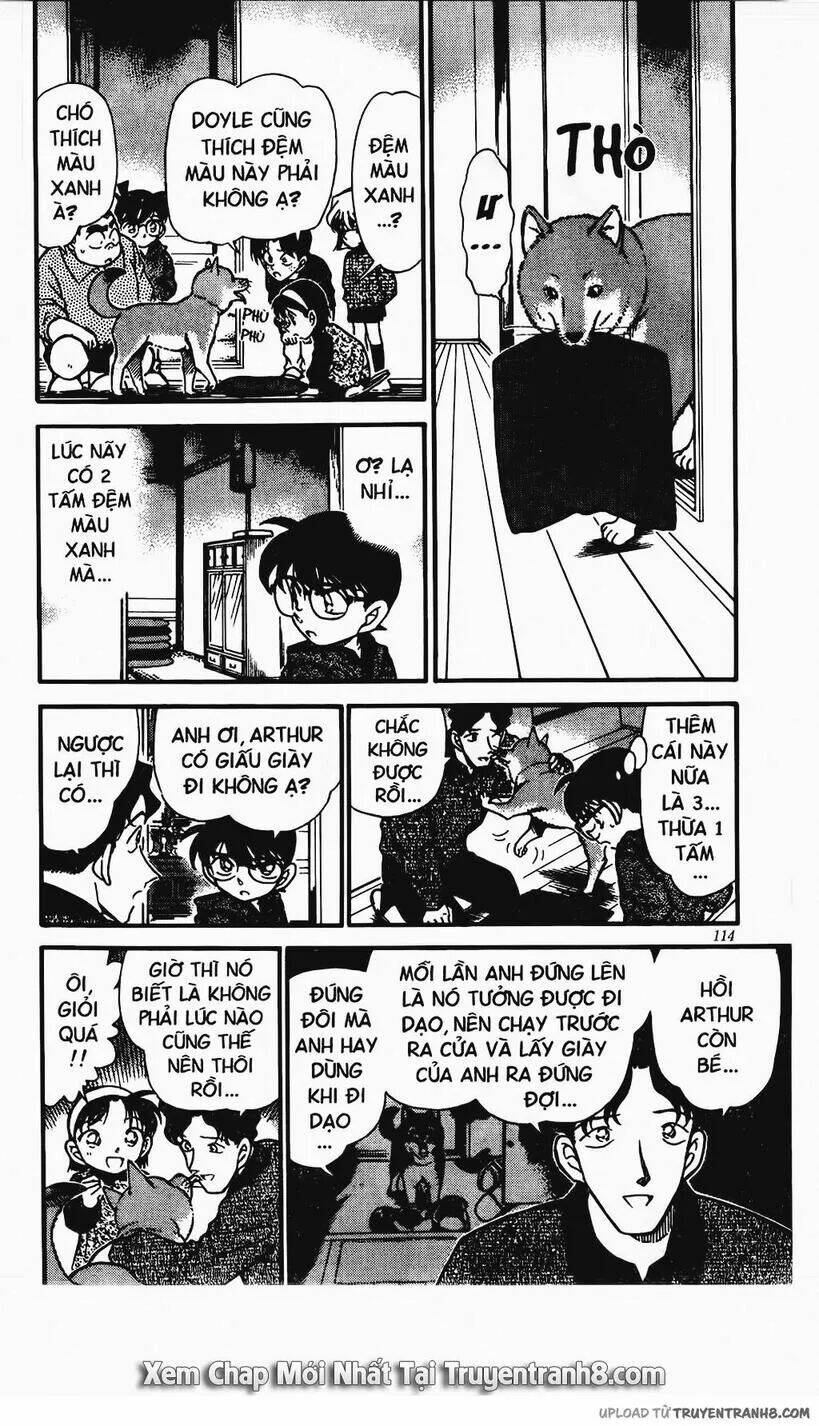 THÒ
Ư
...
ĐỆM
MÀU
XANH
...?
DOYLE CŨNG
THÍCH ĐỆM
MÀU NÀY PHẢI
KHÔNG Ạ?
CHÓ
THÍCH
MÀU
XANH
À?
PHÙ
PHÙ
Ơ? LẠ
NHỈ...
LÚC NÃY
CÓ 2
TẤM ĐỆM
MÀU
XANH
MÀ...
THÊM
CÁI NÀY
NỮA
LÀ 3...
THỪA 1
TẤM
...
CHẮC
KHÔNG
ĐƯỢC
RỒI...
ANH ƠI, ARTHUR
CÓ GIẤU GIÀY
ĐI KHÔNG Ạ?
NGƯỢC
LẠI THÌ
CÓ...
114
HỒI
ARTHUR
CÒN
BÉ...
MỖI LẦN ANH ĐỨNG LÊN
LÀ NÓ TƯỞNG ĐƯỢC ĐI
DẠO, NÊN CHẠY TRƯỚC
RA CỬA VÀ LẤY GIÀY
CỦA ANH RA ĐỨNG
ĐỢI...
ĐÚNG
ĐÔI MÀ
ANH HAY
DÙNG
KHI ĐI
DẠO
...
GIỜ THÌ NÓ
BIẾT LÀ KHÔNG
PHẢI LÚC NÀO
CŨNG THẾ
NÊN THÔI
RỒI...
ÔI,
GIỎI
QUÁ
!!
Xem Chap Mới Nhất Tại Truyentranh8.com
UPLOAD TỪ TRUYENTRANH8.COM